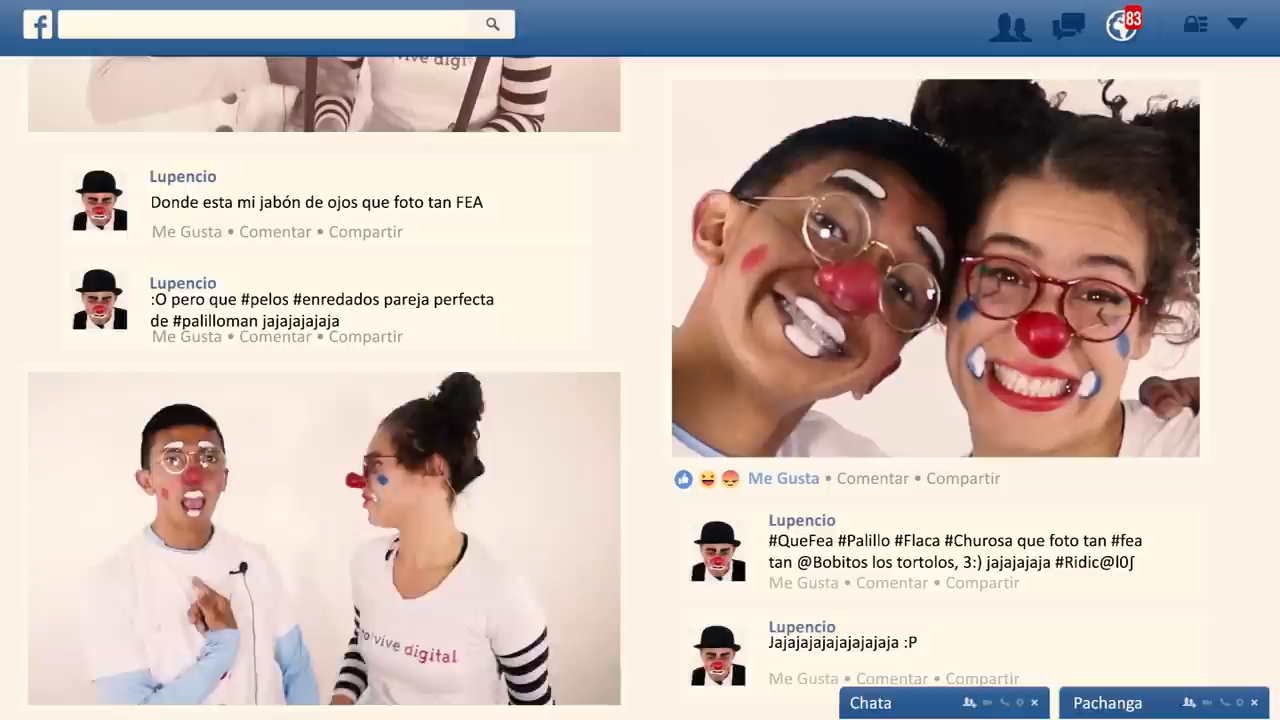 f
83
vive digi
Lupencio
Donde esta mi jabón de ojos que foto tan FEA
Me Gusta • Comentar • Compartir
Lupencio
:O pero que #pelos #enredados pareja perfecta
de #palilloman jajajajajaja
Me Gusta • Comentar • Compartir
vive digital
Me Gusta • Comentar • Compartir
Lupencio
#QueFea #Palillo #Flaca #Churosa que foto tan #fea
tan @Bobitos los tortolos, 3:) jajajajaja #Ridic@l0ʃ
Me Gusta • Comentar • Compartir
Lupencio
Jajajajajajajajajaja :P
Me Gusta • Comentar • Compartir
Chata
Pachanga